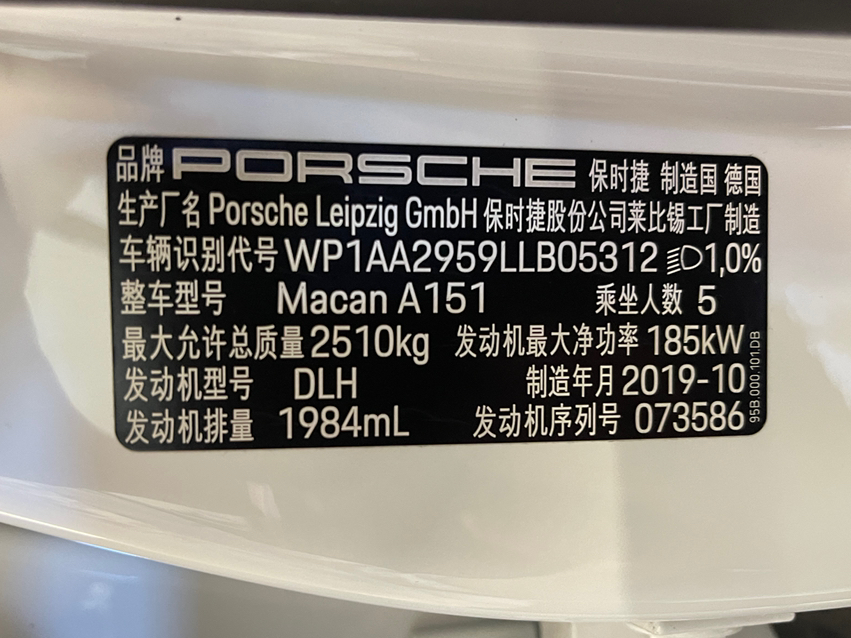 品牌 PORSCHE 保时捷 制造国 德国
生产厂名 Porsche Leipzig GmbH 保时捷股份公司莱比锡工厂制造
车辆识别代号 WP1AA2959LLB05312 1,0%
整车型号 Macan A151 乘坐人数 5
最大允许总质量 2510kg 发动机最大净功率 185kW
发动机型号 DLH 制造年月 2019-10
发动机排量 1984mL 发动机序列号 073586
95B.000.101.DB